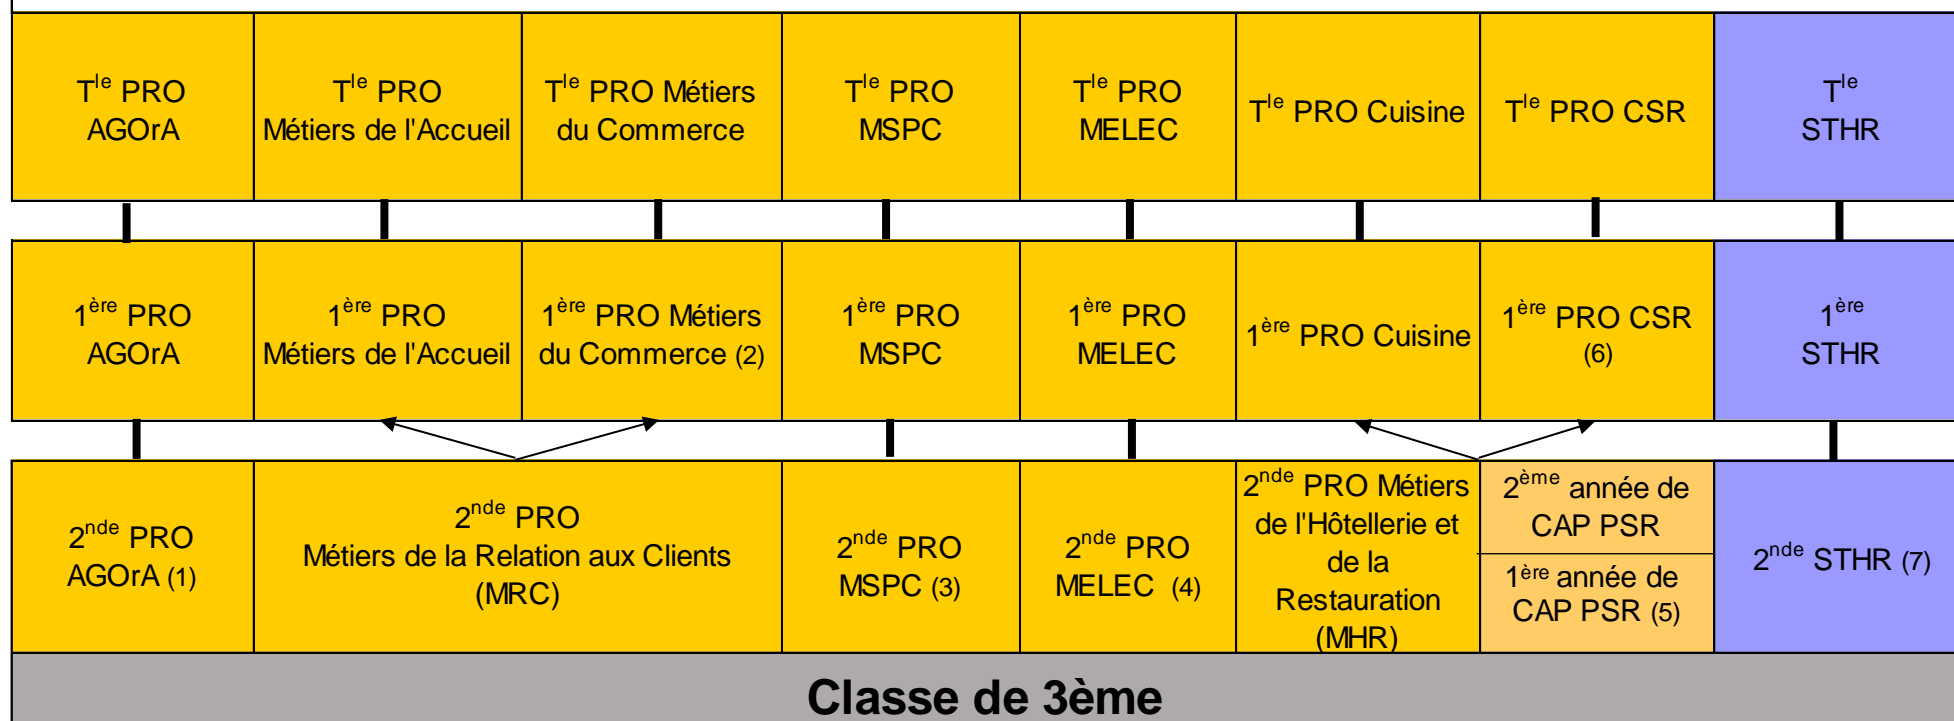 Tle PRO
AGOrA
Tle PRO
Métiers de l'Accueil
Tle PRO Métiers
du Commerce
Tle PRO
MSPC
Tle PRO
MELEC
Tle PRO Cuisine
Tle PRO CSR
Tle
STHR
1ère PRO
AGOrA
1ère PRO
Métiers de l'Accueil
1ère PRO Métiers
du Commerce (2)
1ère PRO
MSPC
1ère PRO
MELEC
1ère PRO Cuisine
1ère PRO CSR
(6)
1ère
STHR
2nde PRO
AGOrA (1)
2nde PRO
Métiers de la Relation aux Clients
(MRC)
2nde PRO
MSPC (3)
2nde PRO
MELEC (4)
2nde PRO Métiers
de l'Hôtellerie et
de la
Restauration
(MHR)
2ème année de
CAP PSR
1ère année de
CAP PSR (5)
2nde STHR (7)
Classe de 3ème